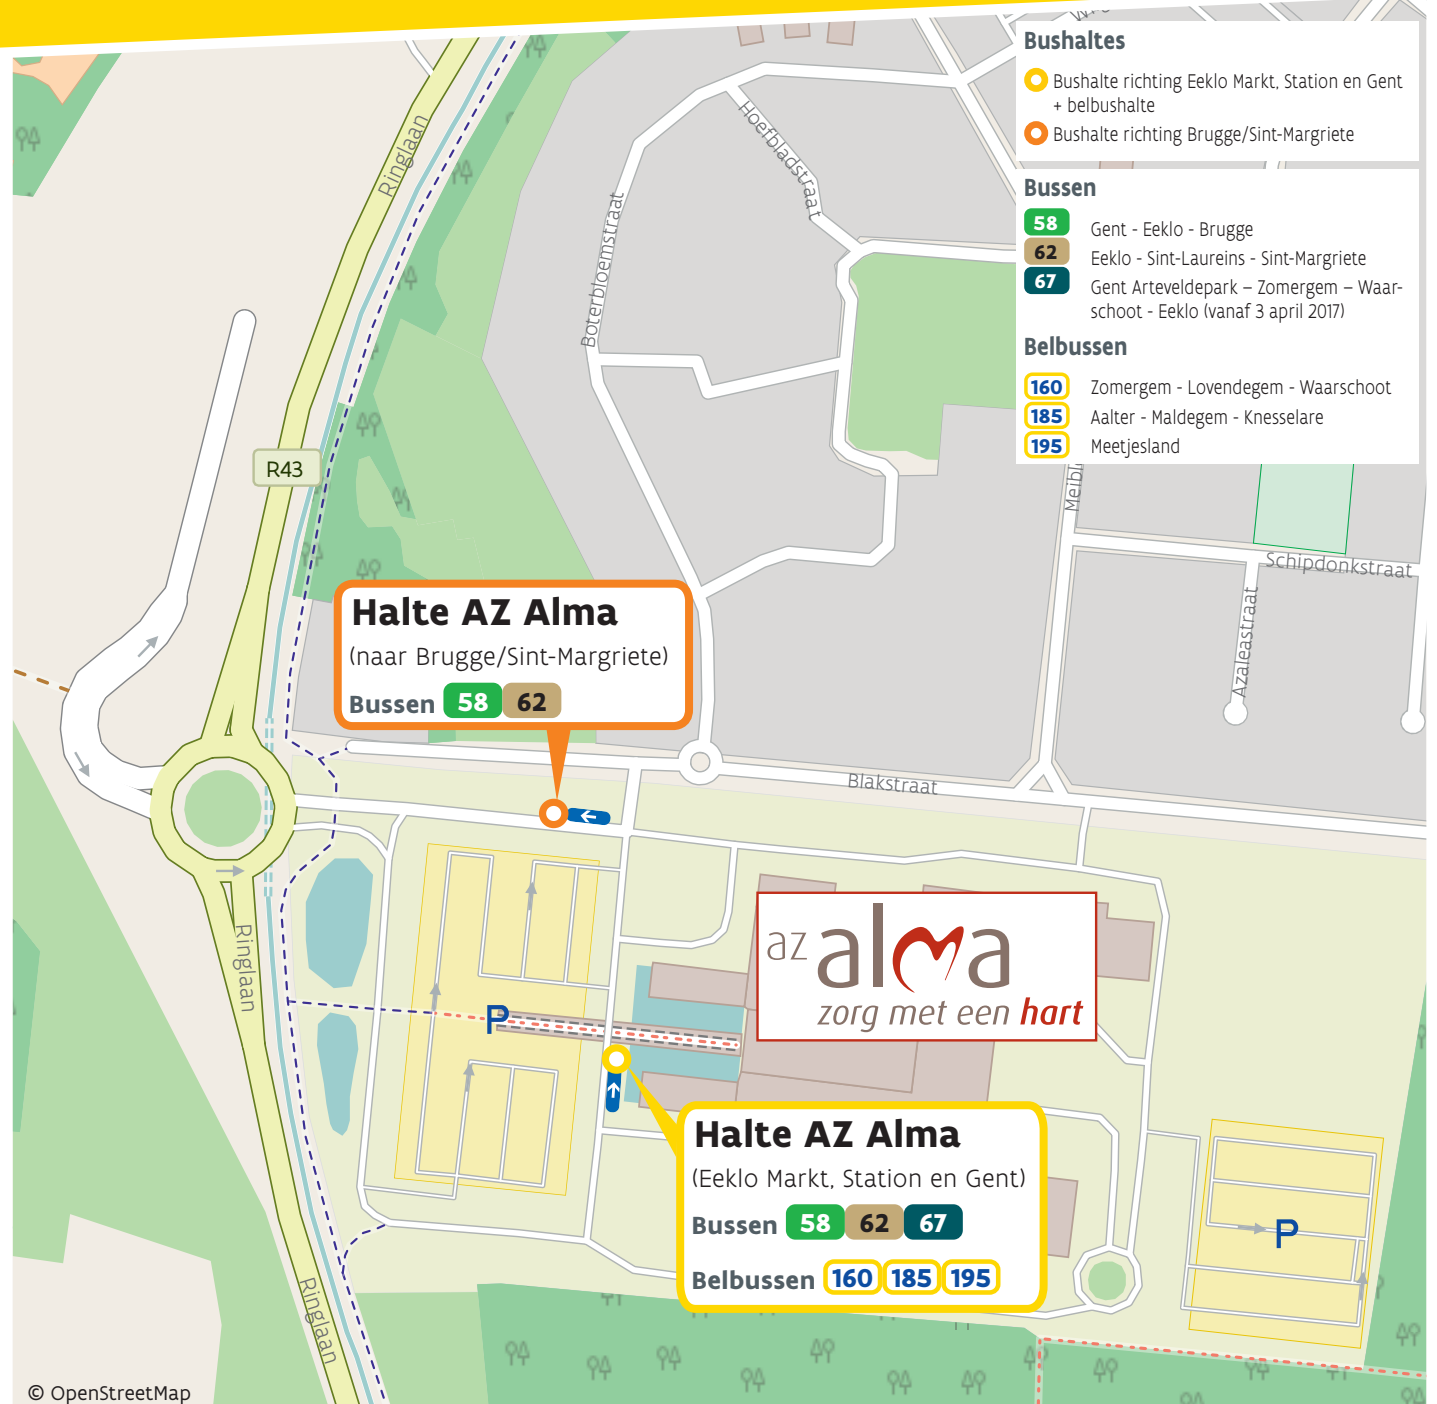 Bushaltes
Bushalte richting Eeklo Markt, Station en Gent
+ belbushalte
Bushalte richting Brugge/Sint-Margriete
Bussen
58 Gent - Eeklo - Brugge
62 Eeklo - Sint-Laureins - Sint-Margriete
67 Gent Arteveldepark – Zomergem – Waar-
schoot - Eeklo (vanaf 3 april 2017)
Belbussen
160 Zomergem - Lovendegem - Waarschoot
185 Aalter - Maldegem - Knesselare
195 Meetjesland
Ringlaan
Hoefbladstraat
Boterbloemstraat
R43
Schipdonkstraat
Azaleastraat
Halte AZ Alma
(naar Brugge/Sint-Margriete)
Bussen 58 62
Blakstraat
az alma
zorg met een hart
Ringlaan
P
Halte AZ Alma
(Eeklo Markt, Station en Gent)
Bussen 58 62 67
Belbussen 160 185 195
P
Ringlaan
© OpenStreetMap